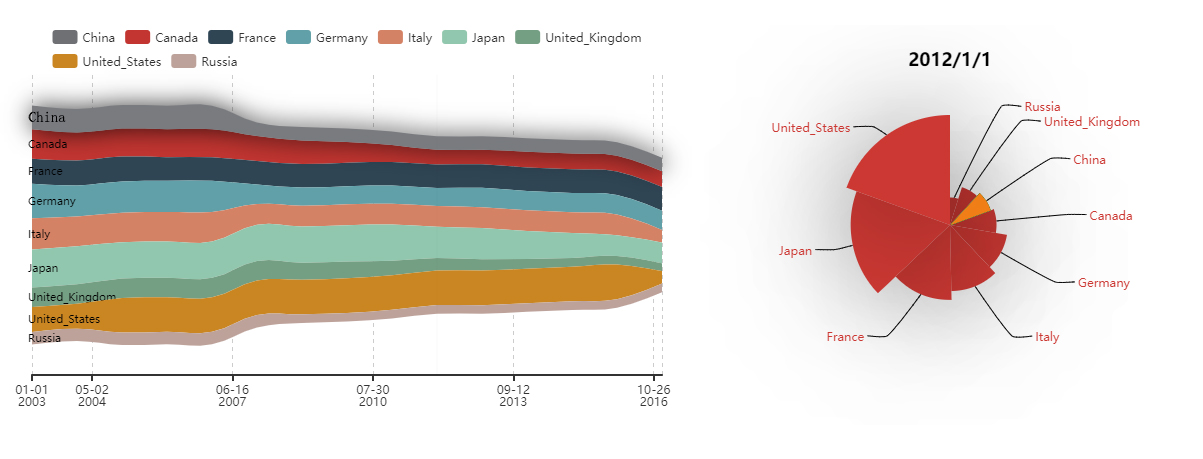 China Canada France Germany Italy Japan United_Kingdom
United_States Russia
China
Canada
France
Germany
Italy
Japan
United_Kingdom
United_States
Russia
01-01 05-02 06-16 07-30 09-12 10-26
2003 2004 2007 2010 2013 2016
2012/1/1
Russia
United_Kingdom
United_States
China
Canada
Japan
Germany
France
Italy